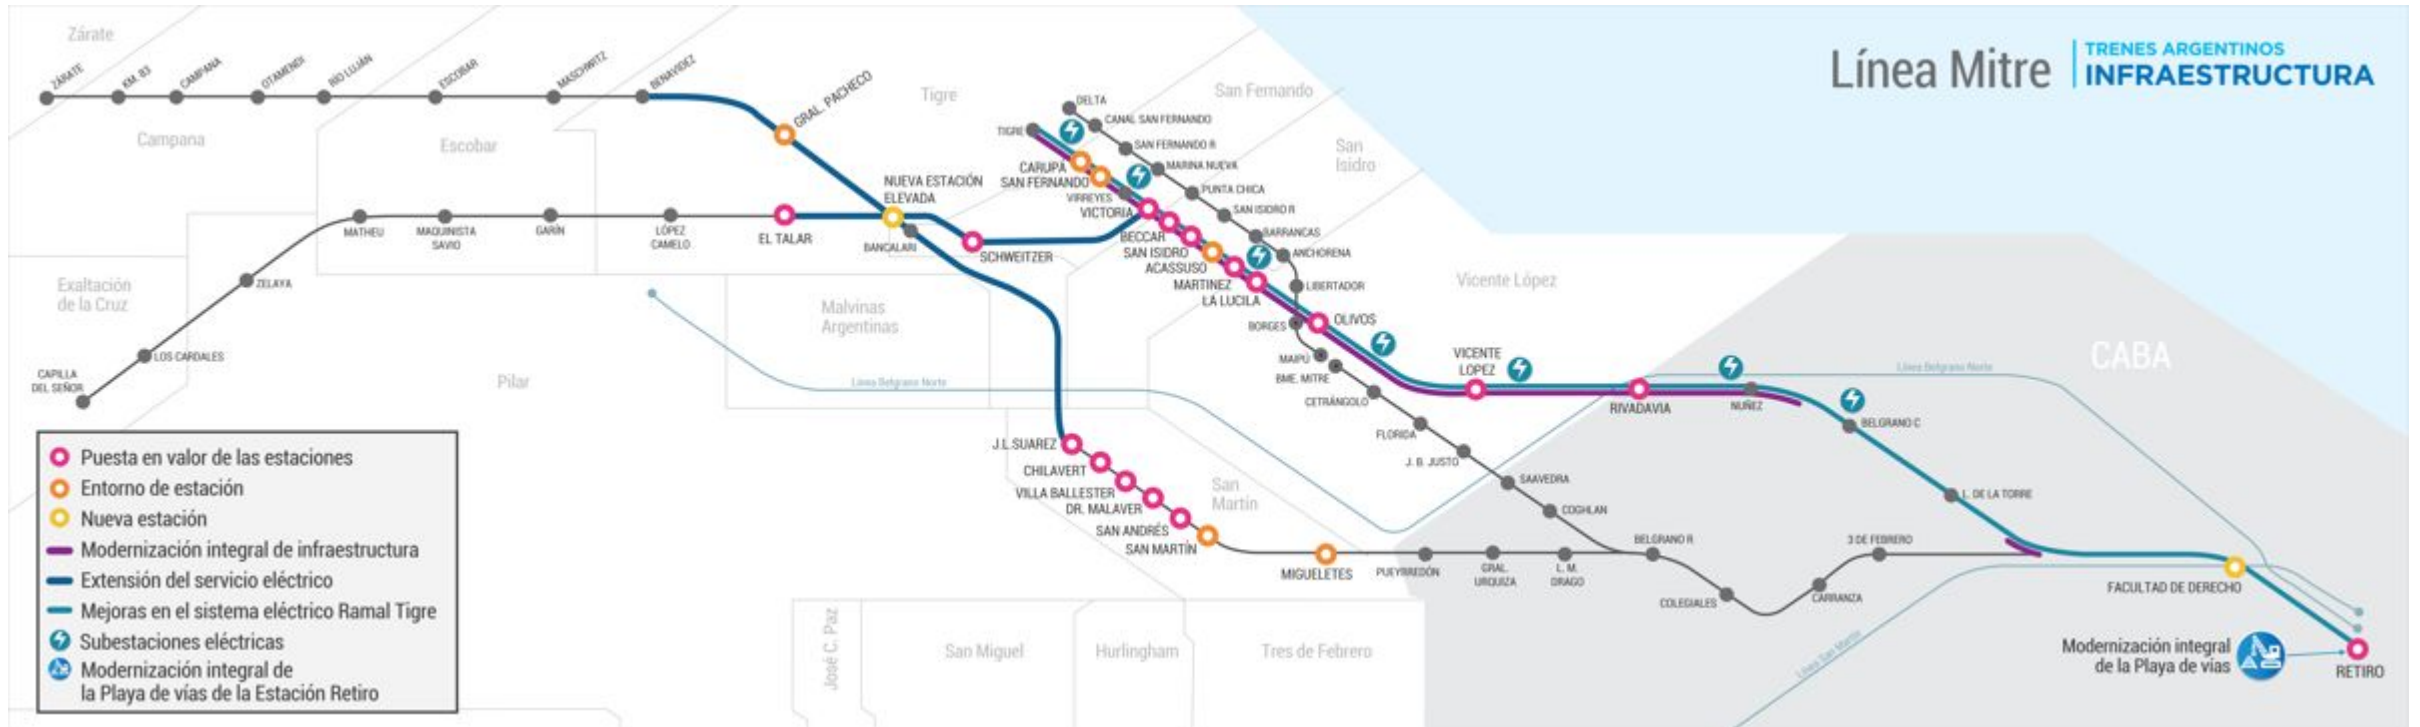 Línea Mitre
TRENES ARGENTINOS
INFRAESTRUCTURA
Zárate
Campana
Escobar
Tigre
San Fernando
San
Isidro
Vicente López
CABA
Exaltación
de la Cruz
Pilar
Malvinas
Argentinas
San
Martín
José C. Paz
San Miguel
Hurlingham
Tres de Febrero
ZÁRATE
KM. 83
CAMPANA
OTAMENDI
RÍO LUJÁN
ESCOBAR
MASCHWITZ
BENAVIDEZ
GRAL. PACHECO
NUEVA ESTACIÓN
ELEVADA
BANCALARI
SCHWEITZER
EL TALAR
LÓPEZ
CAMELO
GARÍN
MAQUINISTA
SAVIO
MATHEU
ZELAYA
LOS CARDALES
CAPILLA
DEL SEÑOR
DELTA
CANAL SAN FERNANDO
SAN FERNANDO R
MARINA NUEVA
PUNTA CHICA
SAN ISIDRO R
BARRANCAS
ANCHORENA
LIBERTADOR
BORGES
MAIPÚ
BME. MITRE
CETRÁNGOLO
FLORIDA
J. B. JUSTO
SAAVEDRA
COGHLAN
BELGRANO R
COLEGIALES
CARRANZA
3 DE FEBRERO
TIGRE
CARUPA
SAN FERNANDO
VIRREYES
VICTORIA
BECCAR
SAN ISIDRO
ACASSUSO
MARTINEZ
LA LUCILA
OLIVOS
VICENTE
LOPEZ
RIVADAVIA
NUÑEZ
BELGRANO C
L. DE LA TORRE
FACULTAD DE DERECHO
RETIRO
J.L SUAREZ
CHILAVERT
VILLA BALLESTER
DR. MALAVER
SAN ANDRÉS
SAN MARTÍN
MIGUELETES
PUEYRREDÓN
GRAL.
URQUIZA
L. M.
DRAGO
Línea Belgrano Norte
Línea Belgrano Norte
Línea San Martín
Modernización integral
de la Playa de vías
Puesta en valor de las estaciones
Entorno de estación
Nueva estación
Modernización integral de infraestructura
Extensión del servicio eléctrico
Mejoras en el sistema eléctrico Ramal Tigre
Subestaciones eléctricas
Modernización integral de
la Playa de vías de la Estación Retiro